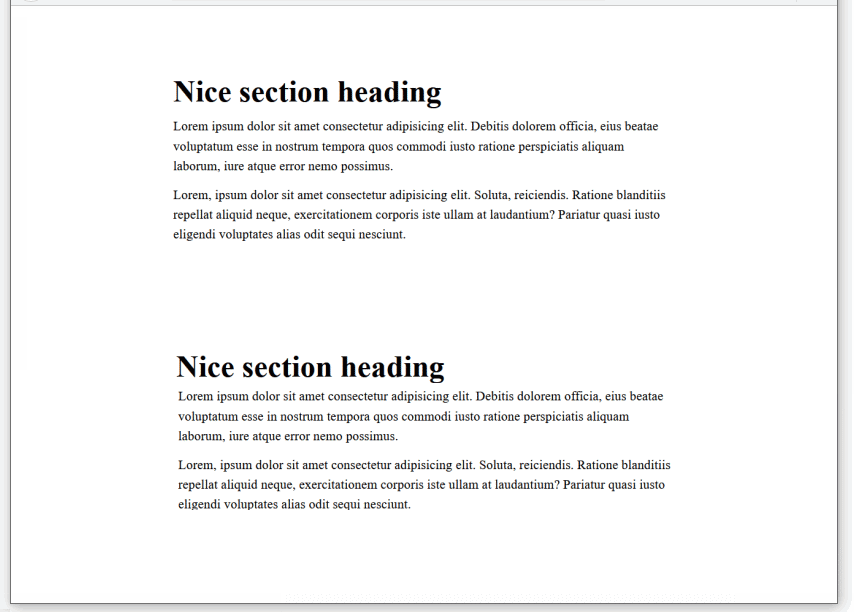 Nice section heading
Lorem ipsum dolor sit amet consectetur adipisicing elit. Debitis dolorem officia, eius beatae
voluptatum esse in nostrum tempora quos commodi iusto ratione perspiciatis aliquam
laborum, iure atque error nemo possimus.
Lorem, ipsum dolor sit amet consectetur adipisicing elit. Soluta, reiciendis. Ratione blanditiis
repellat aliquid neque, exercitationem corporis iste ullam at laudantium? Pariatur quasi iusto
eligendi voluptates alias odit sequi nesciunt.
Nice section heading
Lorem ipsum dolor sit amet consectetur adipisicing elit. Debitis dolorem officia, eius beatae
voluptatum esse in nostrum tempora quos commodi iusto ratione perspiciatis aliquam
laborum, iure atque error nemo possimus.
Lorem, ipsum dolor sit amet consectetur adipisicing elit. Soluta, reiciendis. Ratione blanditiis
repellat aliquid neque, exercitationem corporis iste ullam at laudantium? Pariatur quasi iusto
eligendi voluptates alias odit sequi nesciunt.